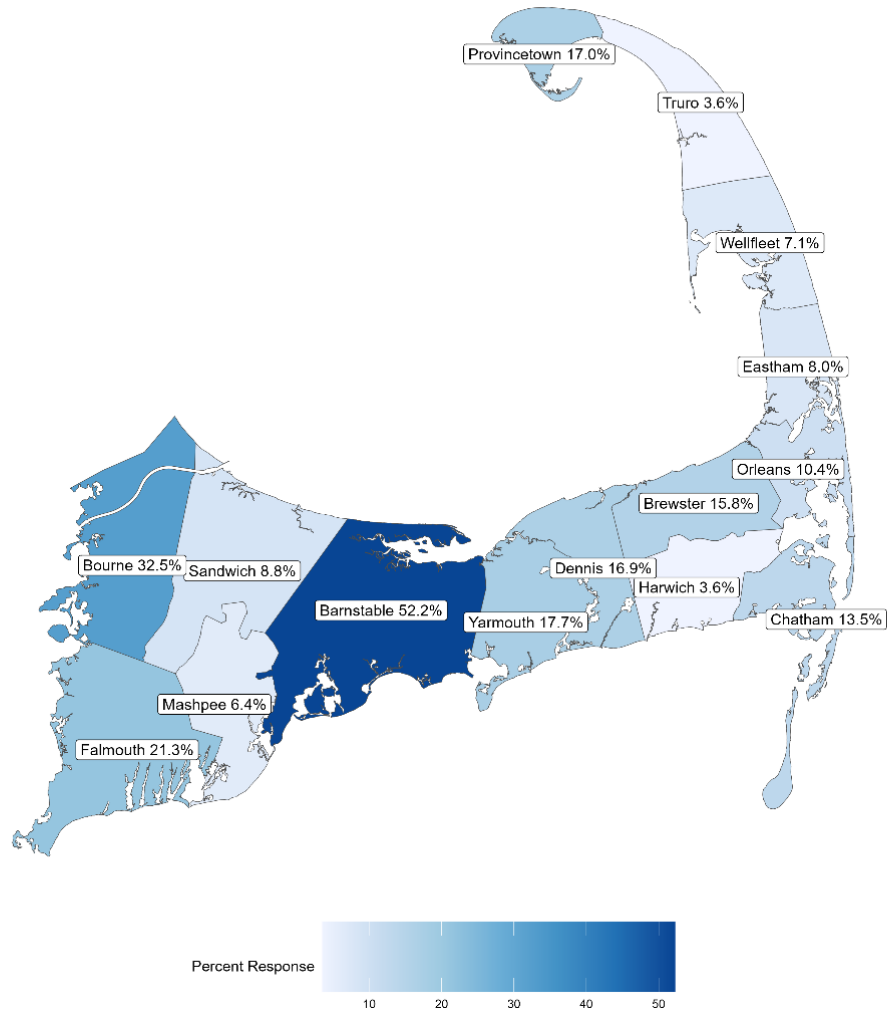 Provincetown 17.0%
Truro 3.6%
Wellfleet 7.1%
Eastham 8.0%
Orleans 10.4%
Brewster 15.8%
Bourne 32.5%
Sandwich 8.8%
Dennis 16.9%
Harwich 3.6%
Barnstable 52.2%
Yarmouth 17.7%
Chatham 13.5%
Mashpee 6.4%
Falmouth 21.3%
Percent Response
10 20 30 40 50